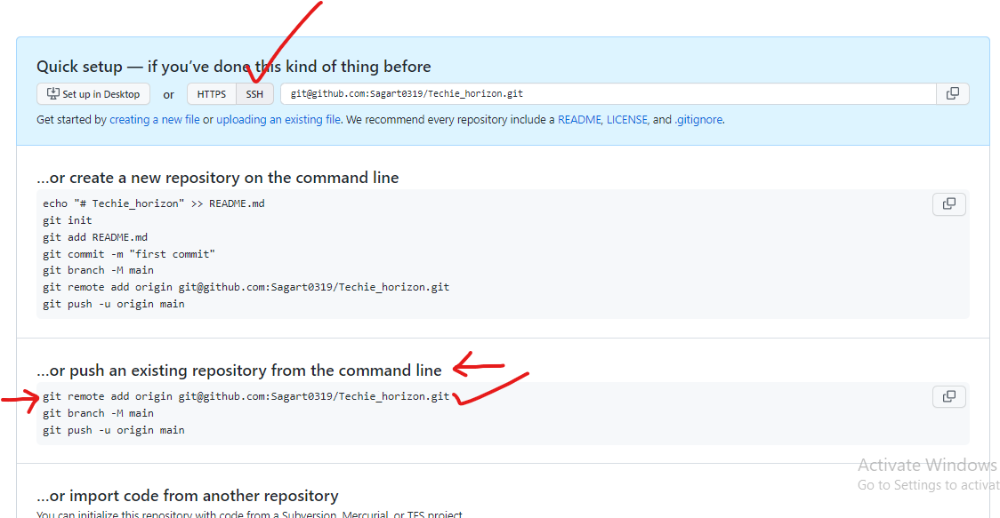 Quick setup — if you've done this kind of thing before
Set up in Desktop or HTTPS SSH git@github.com:Sagart0319/Techie_horizon.git
Get started by creating a new file or uploading an existing file. We recommend every repository include a README, LICENSE, and .gitignore.
...or create a new repository on the command line
echo "# Techie_horizon" >> README.md
git init
git add README.md
git commit -m "first commit"
git branch -M main
git remote add origin git@github.com:Sagart0319/Techie_horizon.git
git push -u origin main
...or push an existing repository from the command line
git remote add origin git@github.com:Sagart0319/Techie_horizon.git
git branch -M main
git push -u origin main
Activate Windows
Go to Settings to activat
...or import code from another repository
You can initialize this repository with code from a Subversion, Mercurial, or TFS project.